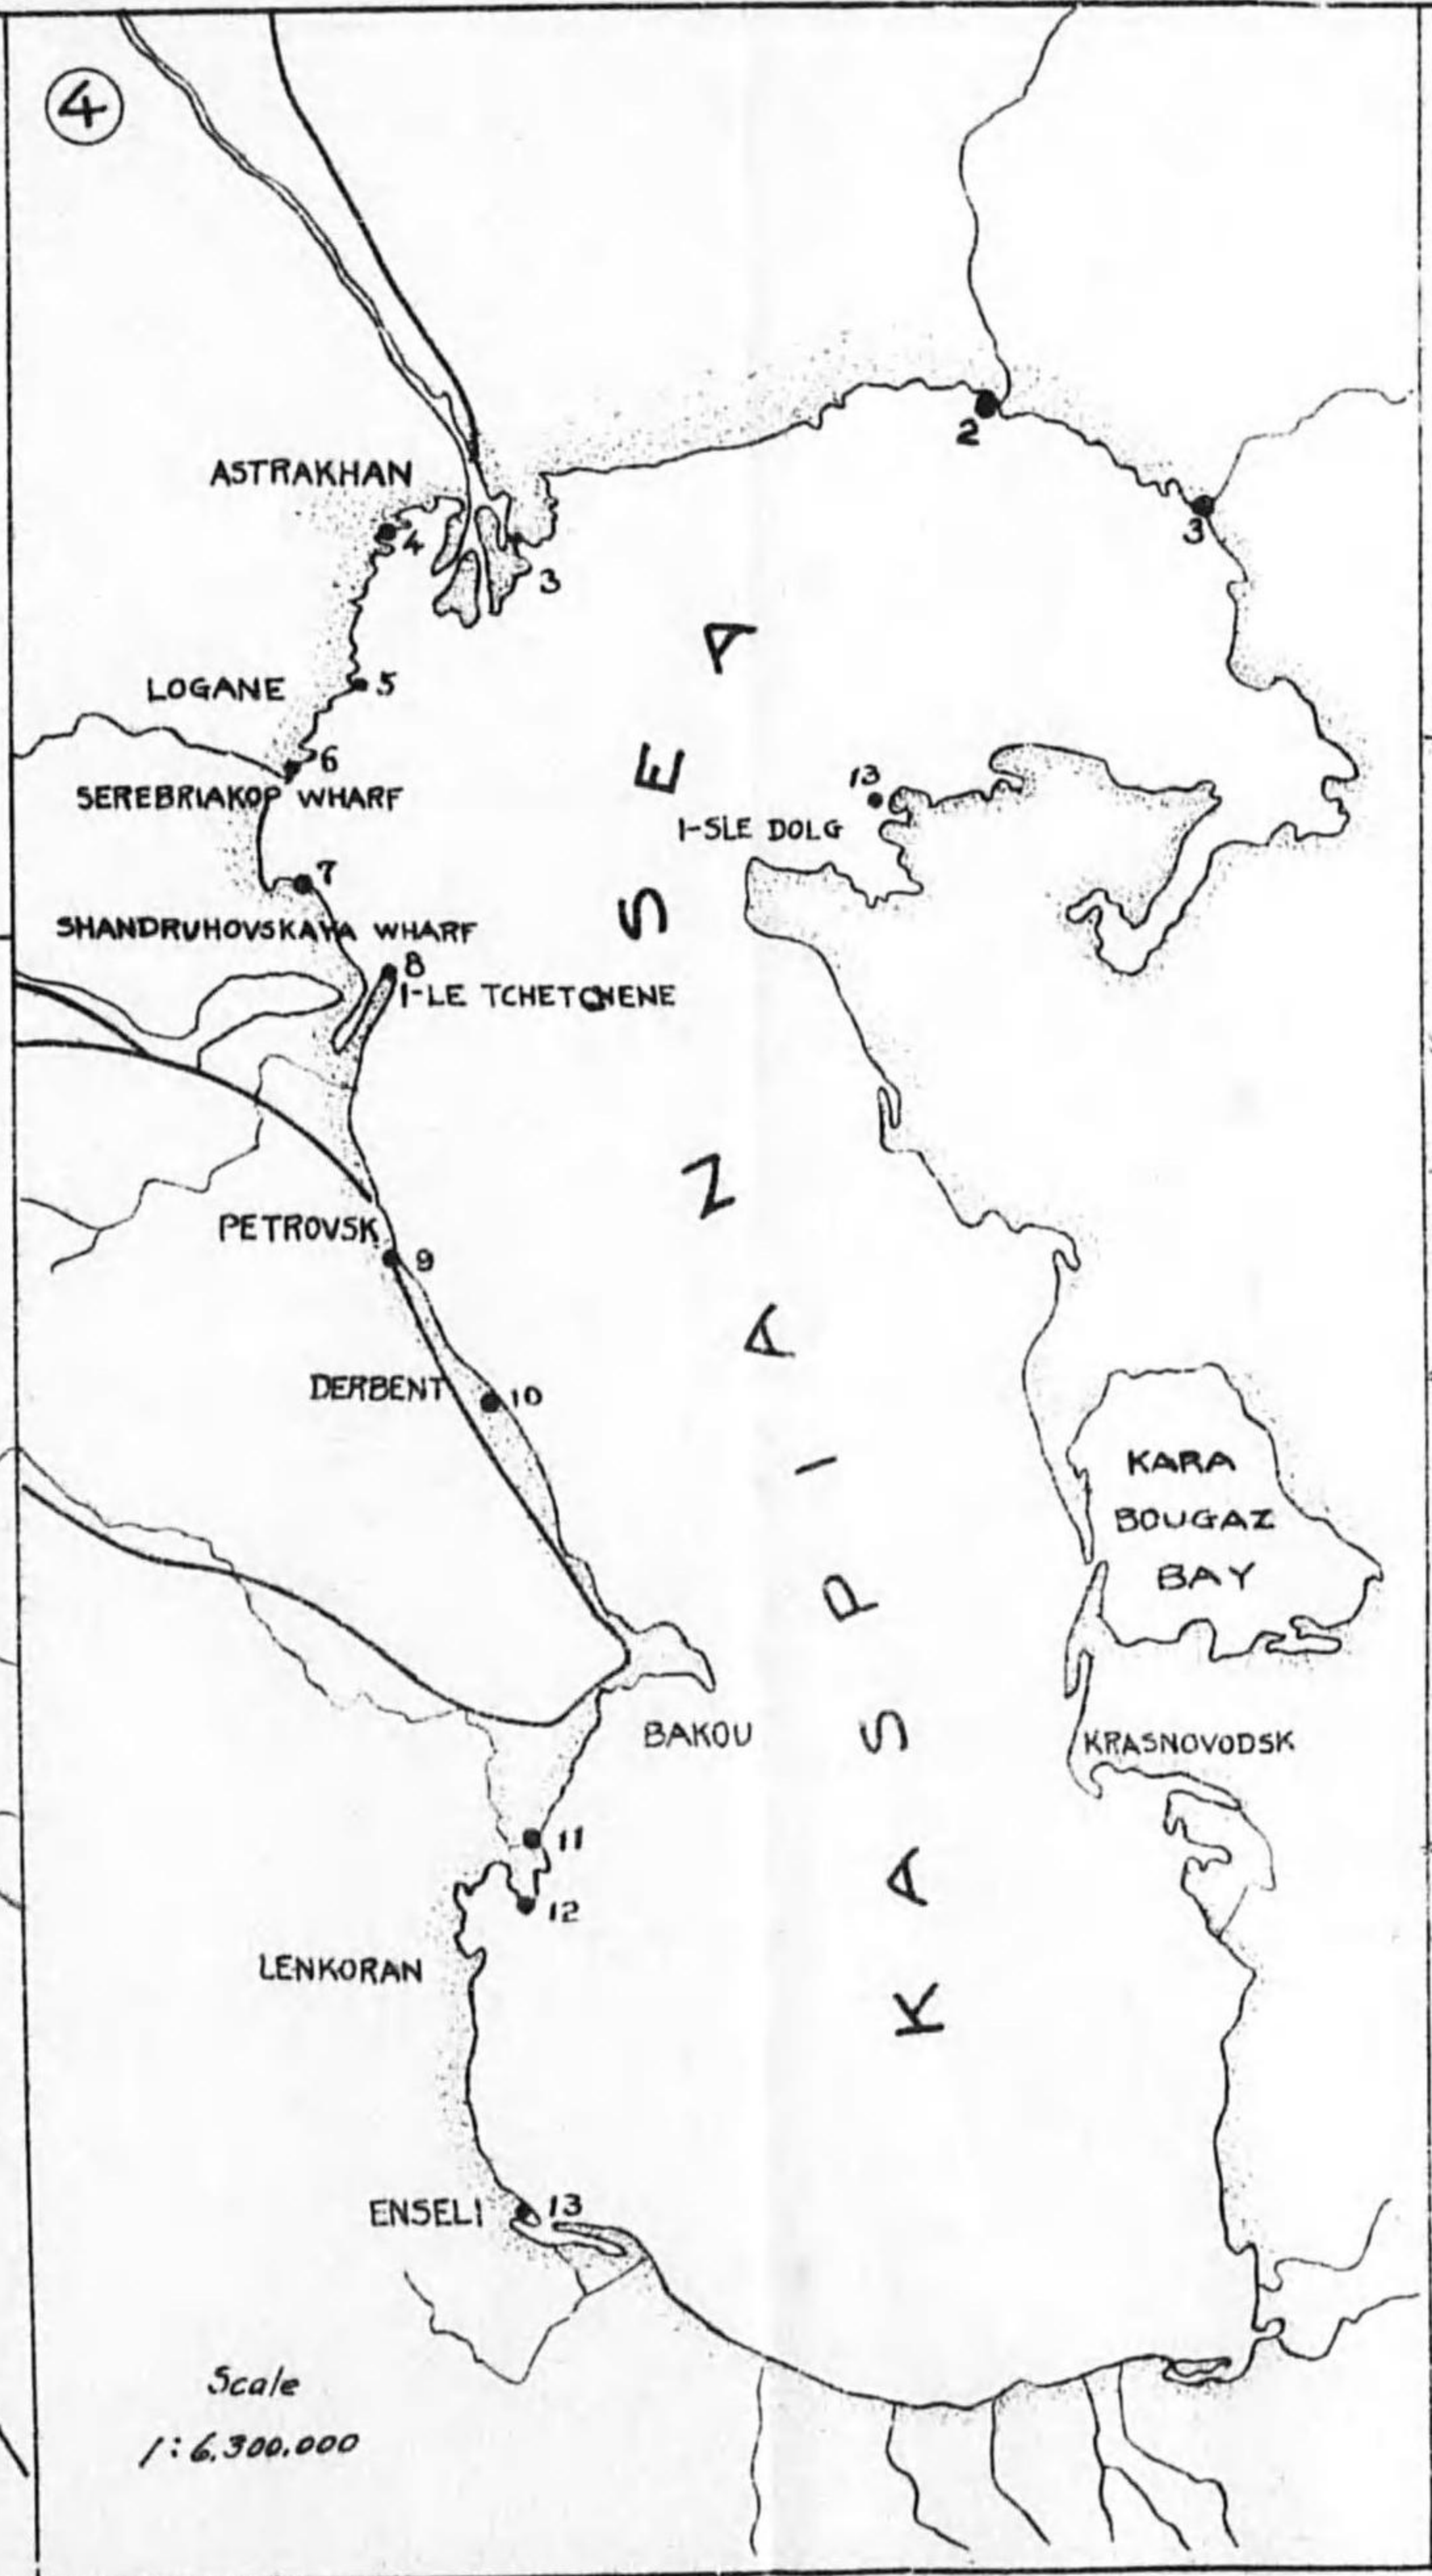 4
2
ASTRAKHAN
4
3
3
LOGANE
5
6
SEREBRIAKOP WHARF
13
I-SLE DOLG
7
SHANDRUHOVSKAYA WHARF
8
I-LE TCHETCHENE
PETROVSK
9
DERBENT
10
KARA
BOUGAZ
BAY
BAKOU
KRASNOVODSK
11
12
LENKORAN
KASPIAN SEA
ENSELI
13
Scale
1:6,300.000